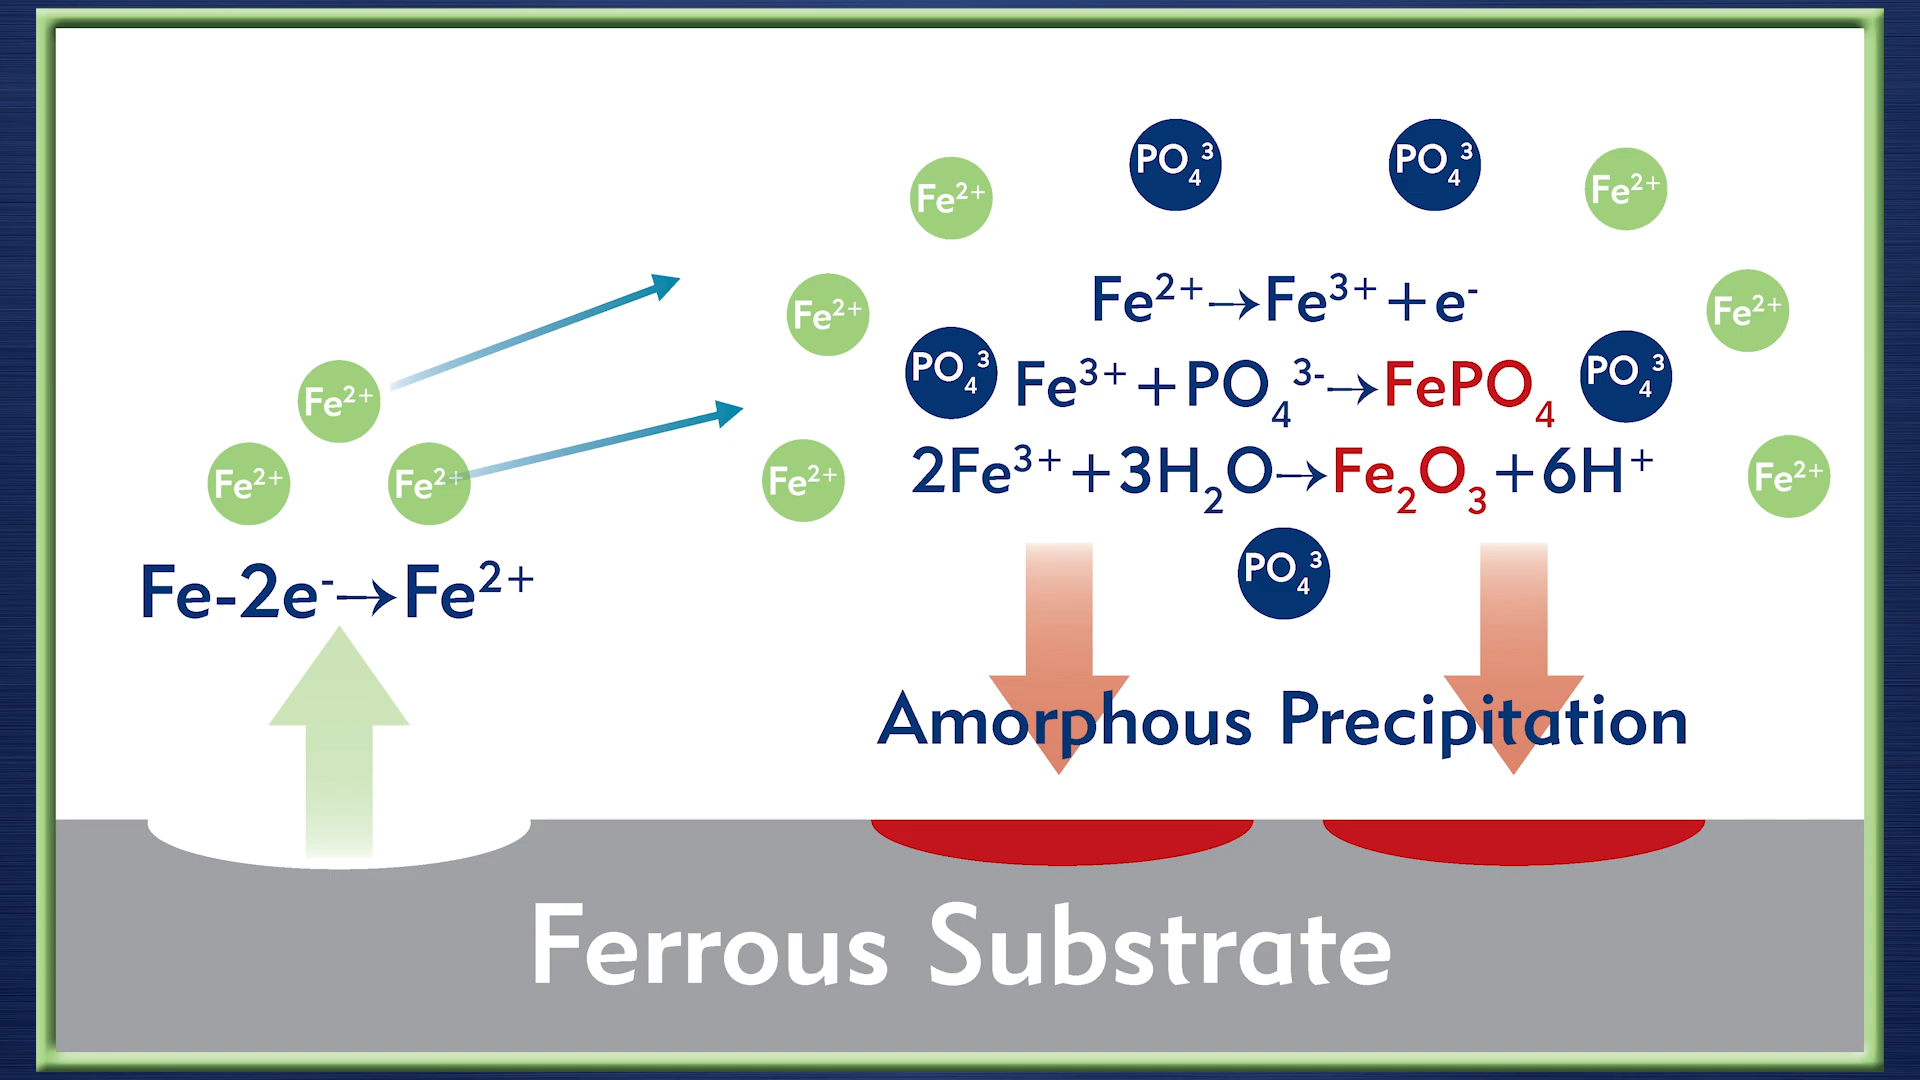 PO₄³ PO₄³
Fe²⁺ Fe²⁺
Fe²⁺ Fe²⁺→Fe³⁺+e⁻ Fe²⁺
PO₄³ Fe³⁺+PO₄³⁻→FePO₄ PO₄³
Fe²⁺
Fe²⁺ Fe²⁺
Fe²⁺ 2Fe³⁺+3H₂O→Fe₂O₃+6H⁺ Fe²⁺
PO₄³
Fe-2e⁻→Fe²⁺
Amorphous Precipitation
Ferrous Substrate